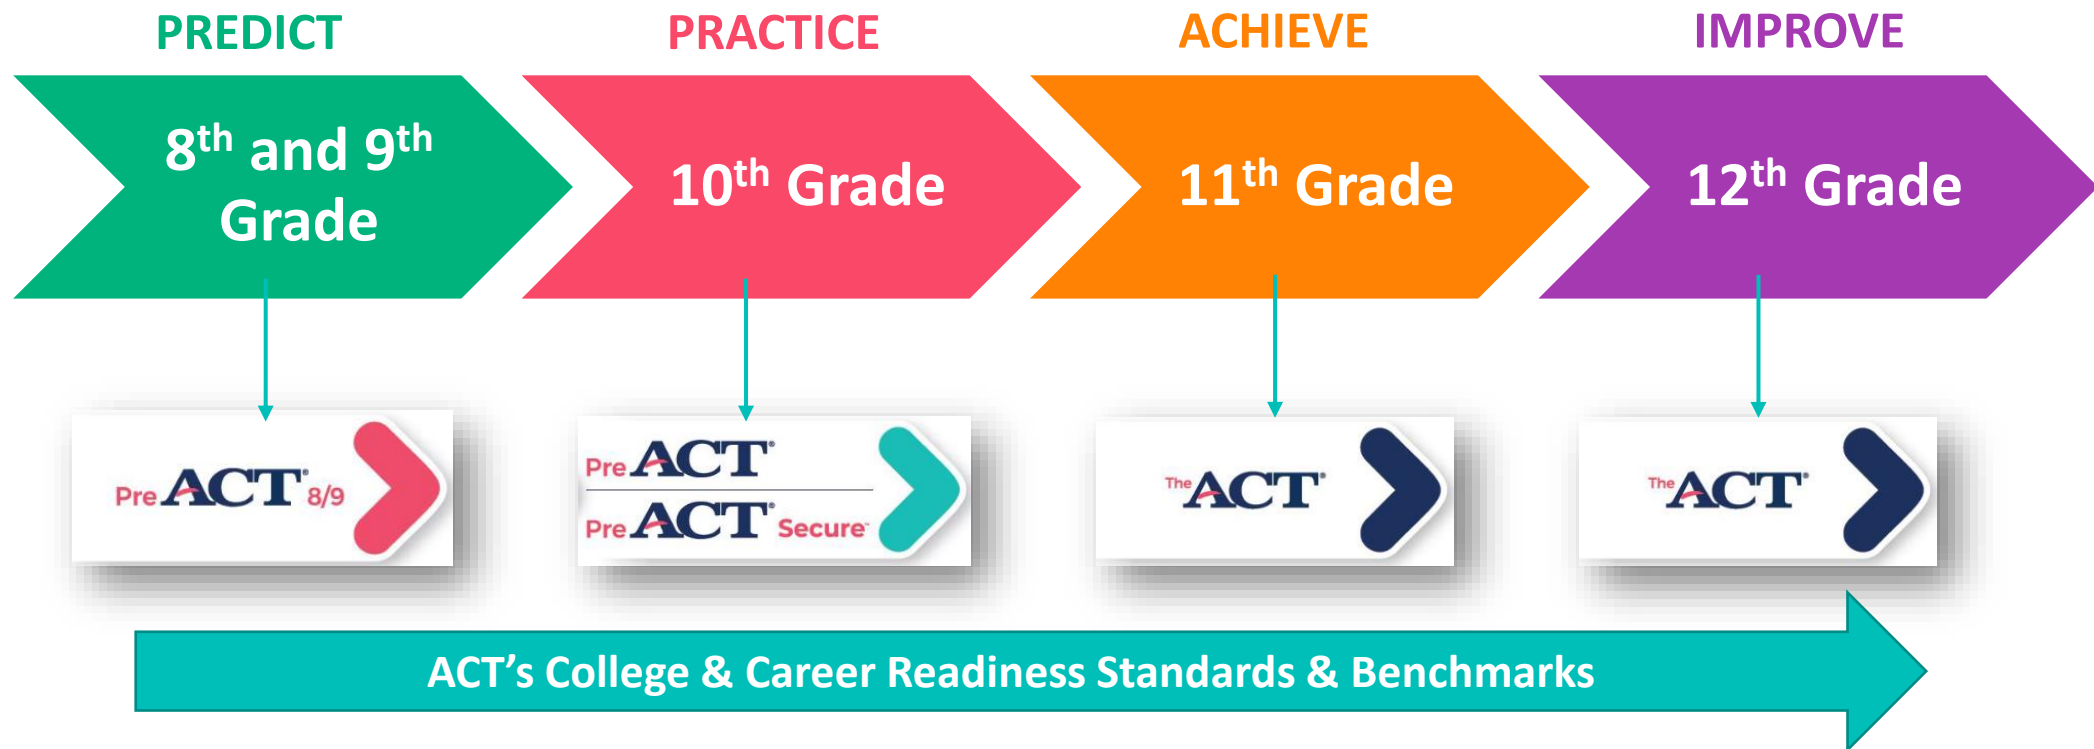 PREDICT
PRACTICE
ACHIEVE
IMPROVE
8th and 9th
Grade
10th Grade
11th Grade
12th Grade
PreACT® 8/9
PreACT®
PreACT® Secure™
The ACT®
The ACT®
ACT’s College & Career Readiness Standards & Benchmarks